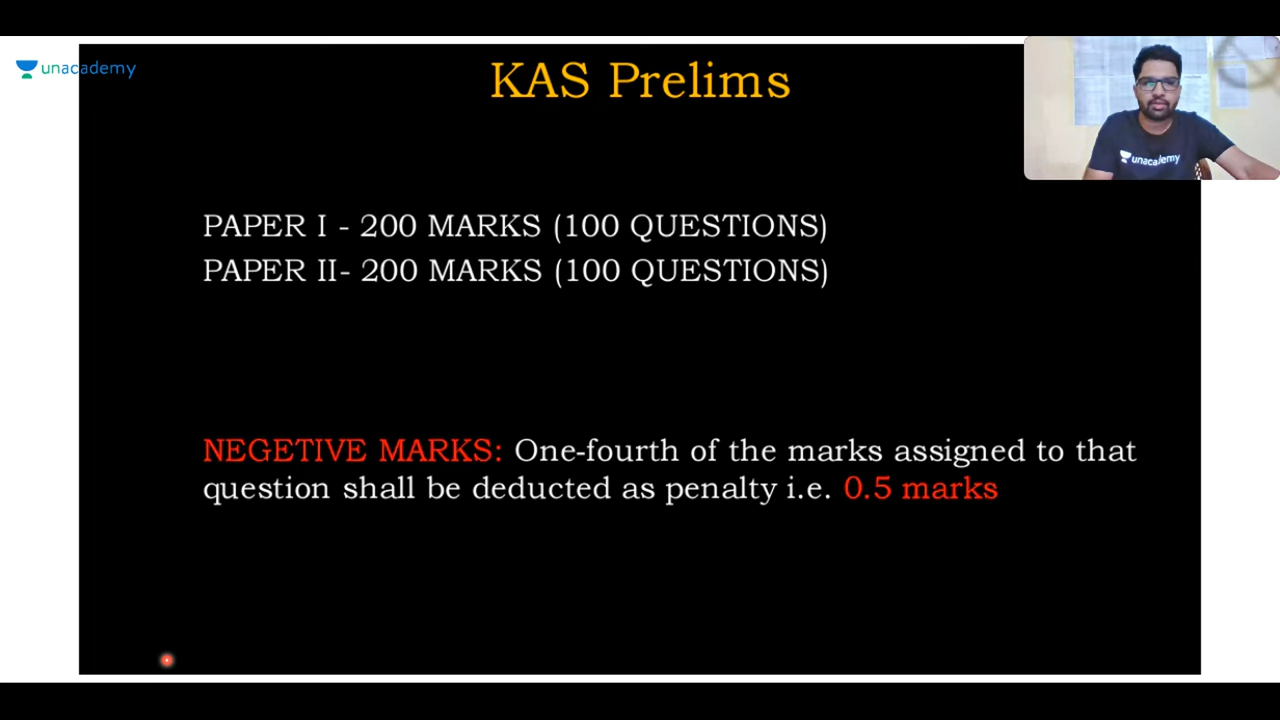 unacademy
KAS Prelims
unacademy
PAPER I - 200 MARKS (100 QUESTIONS)
PAPER II- 200 MARKS (100 QUESTIONS)
NEGETIVE MARKS: One-fourth of the marks assigned to that
question shall be deducted as penalty i.e. 0.5 marks